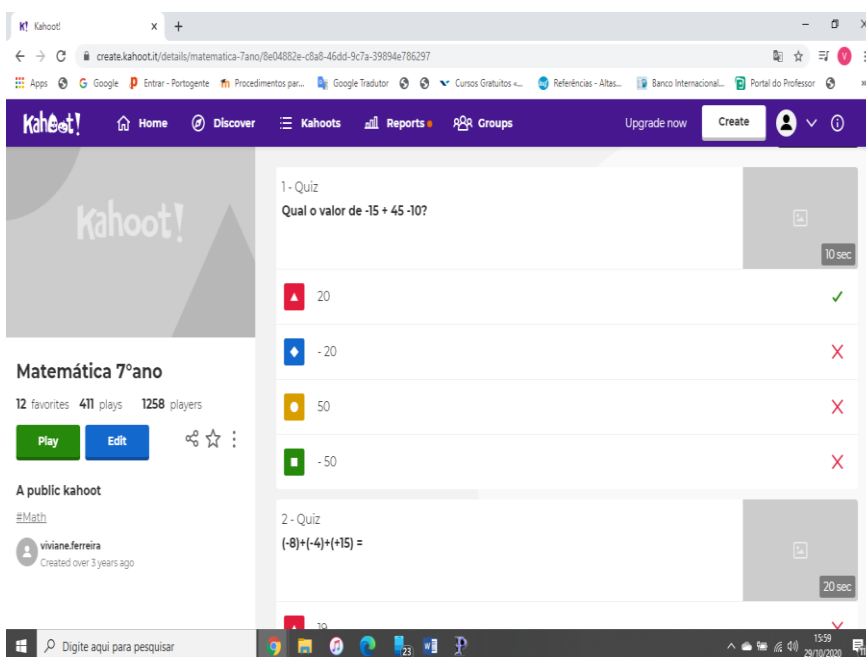 K! Kahoot!
create.kahoot.it/details/matematica-7ano/8e04882e-c8a8-46dd-9c7a-39894e786297
V
Apps Google Entrar - Portogente Procedimentos par... Google Tradutor Cursos Gratuitos «... Referências - Altas... Banco Internacional... Portal do Professor
Kahoot! Home Discover Kahoots Reports Groups Upgrade now Create
Kahoot!
Matemática 7°ano
12 favorites 411 plays 1258 players
Play Edit
A public kahoot
#Math
viviane.ferreira
Created over 3 years ago
1 - Quiz
Qual o valor de -15 + 45 -10?
10 sec
20
- 20
50
- 50
2 - Quiz
(-8)+(-4)+(+15) =
20 sec
19
Digite aqui para pesquisar
23
15:59
29/10/2020